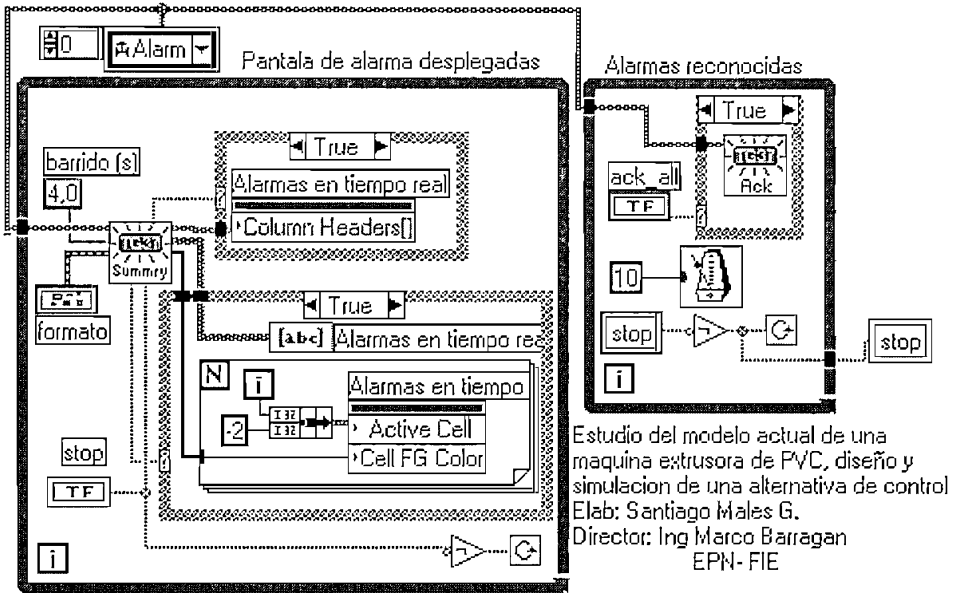 0
Alarm
Pantala de alarma desplegadas
Alarmas reconocidas
True
barrido (s)
4,0
Alarmas en tiempo real
Column Headers[]
Summry
formato
True
[abc] Alarmas en tiempo rea
N
i
I32
I32
-2
Alarmas en tiempo
Active Cell
Cell FG Color
stop
TF
i
True
Ack
ack_all
TF
10
stop
i
stop
Estudio del modelo actual de una
maquina extrusora de PVC, diseño y
simulacion de una alternativa de control
Elab: Santiago Males G.
Director: Ing Marco Barragan
EPN- FIE